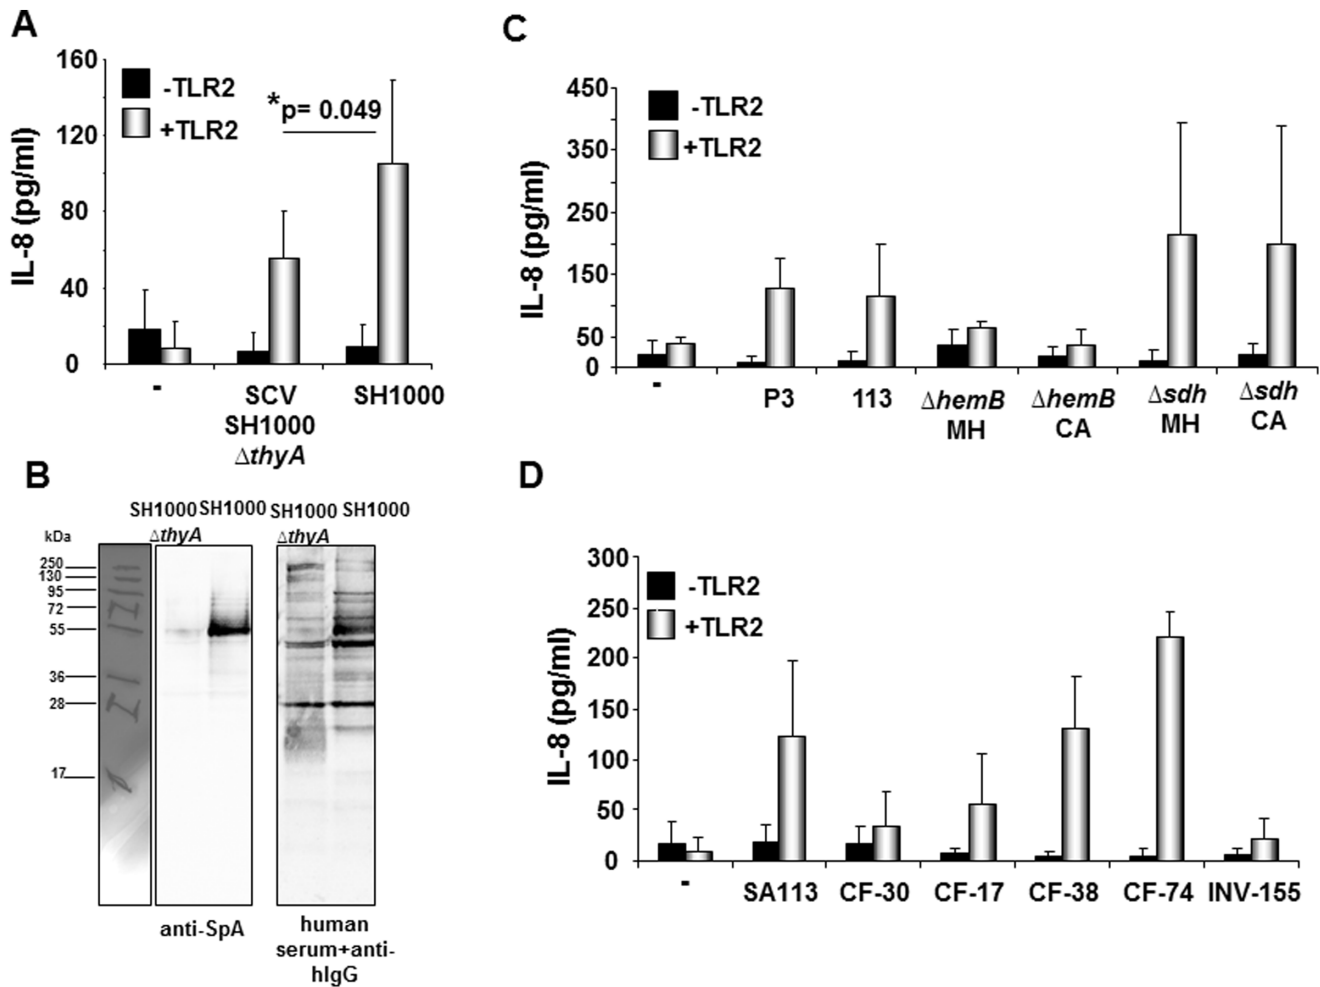 A
160
120
80
40
0
IL-8 (pg/ml)
-TLR2
+TLR2
*p= 0.049
-
SCV
SH1000
ΔthyA
SH1000
B
SH1000 SH1000 SH1000 SH1000
ΔthyA ΔthyA
kDa
250
130
95
72
55
36
28
17
anti-SpA
human
serum+anti-
hIgG
C
450
350
250
150
50
0
IL-8 (pg/ml)
-TLR2
+TLR2
-
P3
113
ΔhemB
MH
ΔhemB
CA
Δsdh
MH
Δsdh
CA
D
300
250
200
150
100
50
0
IL-8 (pg/ml)
-TLR2
+TLR2
-
SA113
CF-30
CF-17
CF-38
CF-74
INV-155